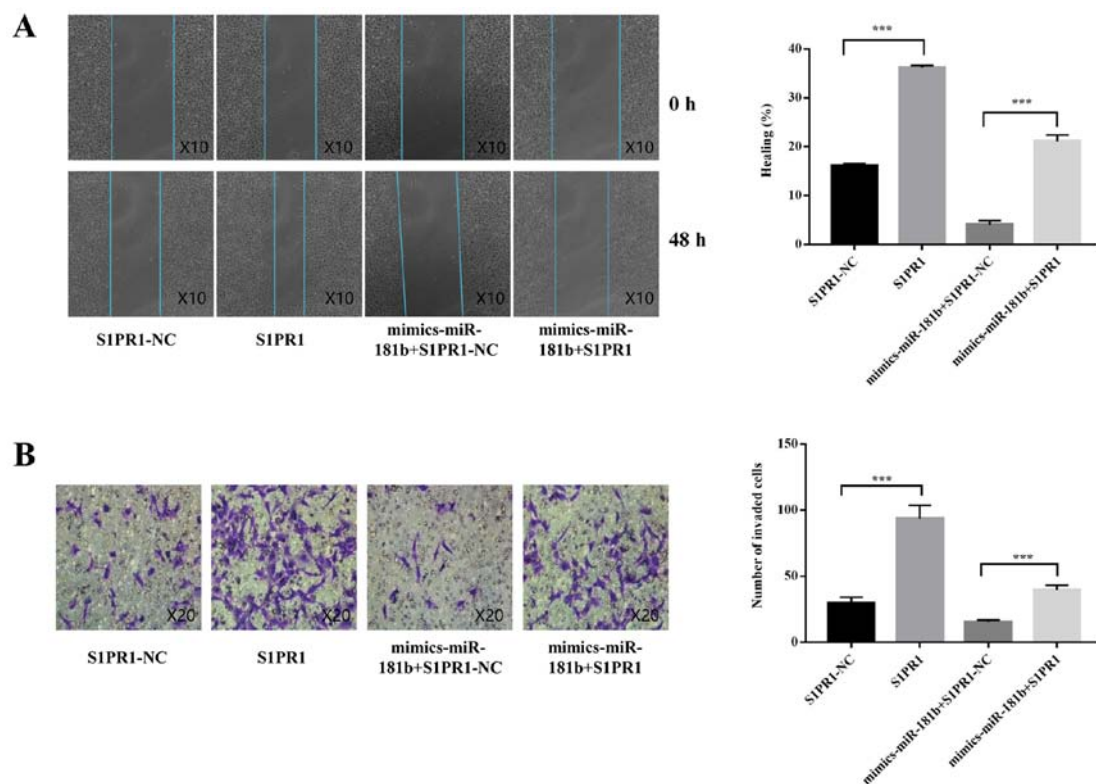 A
X10
X10
X10
X10
0 h
X10
X10
X10
X10
48 h
S1PR1-NC
S1PR1
mimics-miR-
181b+S1PR1-NC
mimics-miR-
181b+S1PR1
***
***
40
30
20
10
0
Healing (%)
S1PR1-NC
S1PR1
mimics-miR-181b+S1PR1-NC
mimics-miR-181b+S1PR1
B
X20
X20
X20
X20
S1PR1-NC
S1PR1
mimics-miR-
181b+S1PR1-NC
mimics-miR-
181b+S1PR1
***
***
150
100
50
0
Number of invaded cells
S1PR1-NC
S1PR1
mimics-miR-181b+S1PR1-NC
mimics-miR-181b+S1PR1